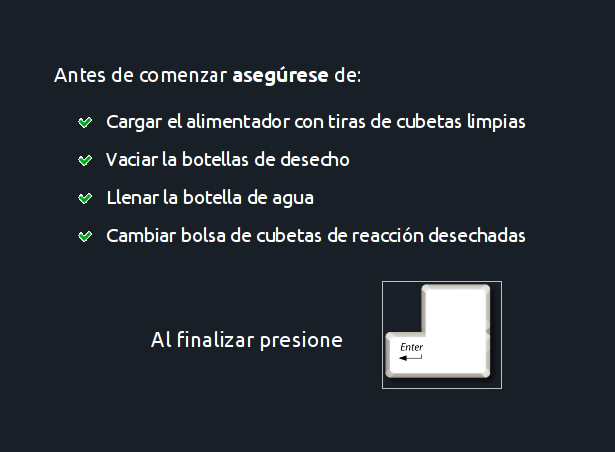 Antes de comenzar asegúrese de:
Cargar el alimentador con tiras de cubetas limpias
Vaciar la botellas de desecho
Llenar la botella de agua
Cambiar bolsa de cubetas de reacción desechadas
Al finalizar presione
Enter